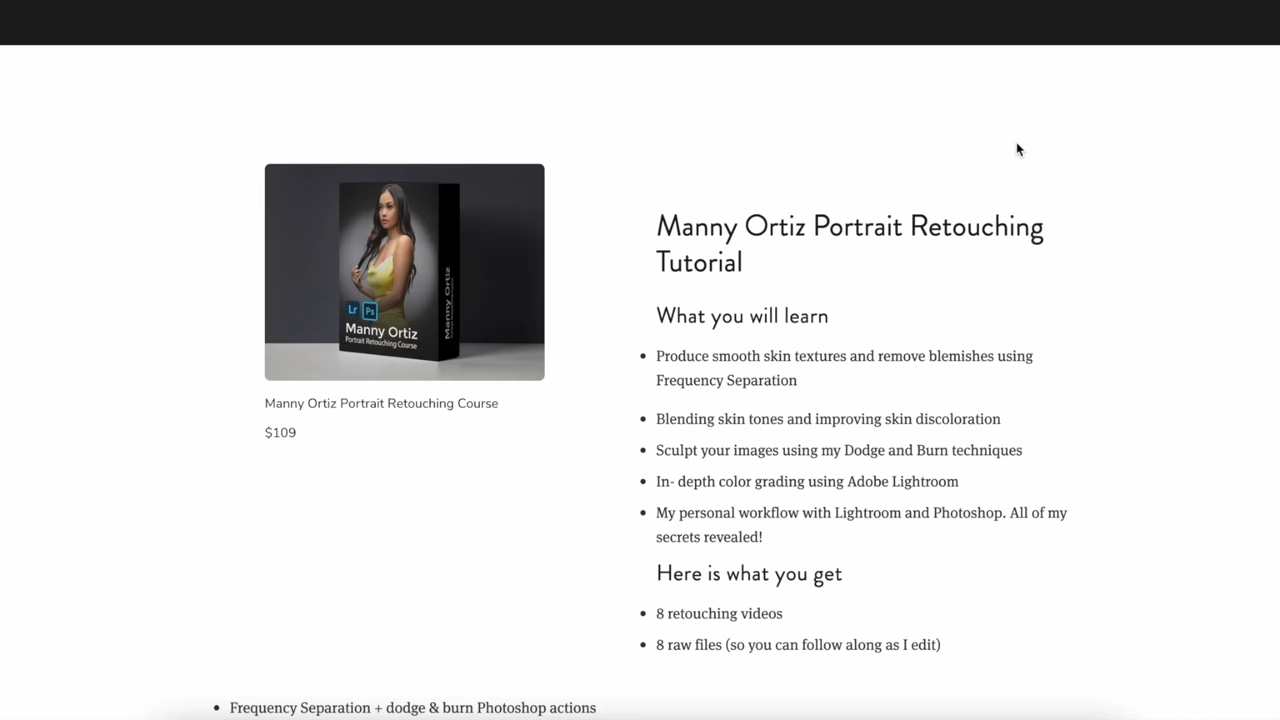 Manny Ortiz Portrait Retouching
Tutorial
What you will learn
Produce smooth skin textures and remove blemishes using
Frequency Separation
Blending skin tones and improving skin discoloration
Sculpt your images using my Dodge and Burn techniques
In- depth color grading using Adobe Lightroom
My personal workflow with Lightroom and Photoshop. All of my
secrets revealed!
Here is what you get
8 retouching videos
8 raw files (so you can follow along as I edit)
Lr Ps
Manny Ortiz
Portrait Retouching Course
Manny Ortiz
Manny Ortiz Portrait Retouching Course
$109
Frequency Separation + dodge & burn Photoshop actions